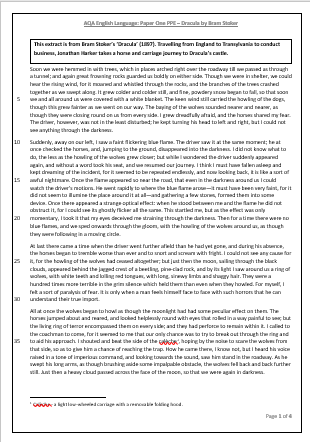 AQA English Language: Paper One PPE – Dracula by Bram Stoker
This extract is from Bram Stoker's 'Dracula' (1897). Travelling from England to Transylvania to conduct
business, Jonathan Harker takes a horse and carriage journey to Dracula's castle.
Soon we were hemmed in with trees, which in places arched right over the roadway till we passed as through
a tunnel; and again great frowning rocks guarded us boldly on either side. Though we were in shelter, we could
hear the rising wind, for it moaned and whistled through the rocks, and the branches of the trees crashed
together as we swept along. It grew colder and colder still, and fine, powdery snow began to fall, so that soon
5 we and all around us were covered with a white blanket. The keen wind still carried the howling of the dogs,
though this grew fainter as we went on our way. The baying of the wolves sounded nearer and nearer, as
though they were closing round on us from every side. I grew dreadfully afraid, and the horses shared my fear.
The driver, however, was not in the least disturbed; he kept turning his head to left and right, but I could not
see anything through the darkness.
10 Suddenly, away on our left, I saw a faint flickering blue flame. The driver saw it at the same moment; he at
once checked the horses, and, jumping to the ground, disappeared into the darkness. I did not know what to
do, the less as the howling of the wolves grew closer; but while I wondered the driver suddenly appeared
again, and without a word took his seat, and we resumed our journey. I think I must have fallen asleep and
kept dreaming of the incident, for it seemed to be repeated endlessly, and now looking back, it is like a sort of
15 awful nightmare. Once the flame appeared so near the road, that even in the darkness around us I could
watch the driver's motions. He went rapidly to where the blue flame arose—it must have been very faint, for it
did not seem to illumine the place around it at all—and gathering a few stones, formed them into some
device. Once there appeared a strange optical effect: when he stood between me and the flame he did not
obstruct it, for I could see its ghostly flicker all the same. This startled me, but as the effect was only
20 momentary, I took it that my eyes deceived me straining through the darkness. Then for a time there were no
blue flames, and we sped onwards through the gloom, with the howling of the wolves around us, as though
they were following in a moving circle.
At last there came a time when the driver went further afield than he had yet gone, and during his absence,
the horses began to tremble worse than ever and to snort and scream with fright. I could not see any cause for
25 it, for the howling of the wolves had ceased altogether; but just then the moon, sailing through the black
clouds, appeared behind the jagged crest of a beetling, pine-clad rock, and by its light I saw around us a ring of
wolves, with white teeth and lolling red tongues, with long, sinewy limbs and shaggy hair. They were a
hundred times more terrible in the grim silence which held them than even when they howled. For myself, I
felt a sort of paralysis of fear. It is only when a man feels himself face to face with such horrors that he can
30 understand their true import.
All at once the wolves began to howl as though the moonlight had had some peculiar effect on them. The
horses jumped about and reared, and looked helplessly round with eyes that rolled in a way painful to see; but
the living ring of terror encompassed them on every side; and they had perforce to remain within it. I called to
the coachman to come, for it seemed to me that our only chance was to try to break out through the ring and
35 to aid his approach. I shouted and beat the side of the calèche¹, hoping by the noise to scare the wolves from
that side, so as to give him a chance of reaching the trap. How he came there, I know not, but I heard his voice
raised in a tone of imperious command, and looking towards the sound, saw him stand in the roadway. As he
swept his long arms, as though brushing aside some impalpable obstacle, the wolves fell back and back further
still. Just then a heavy cloud passed across the face of the moon, so that we were again in darkness.
¹ Calèche: a light two-wheeled carriage with a removable folding hood.
Page 1 of 4